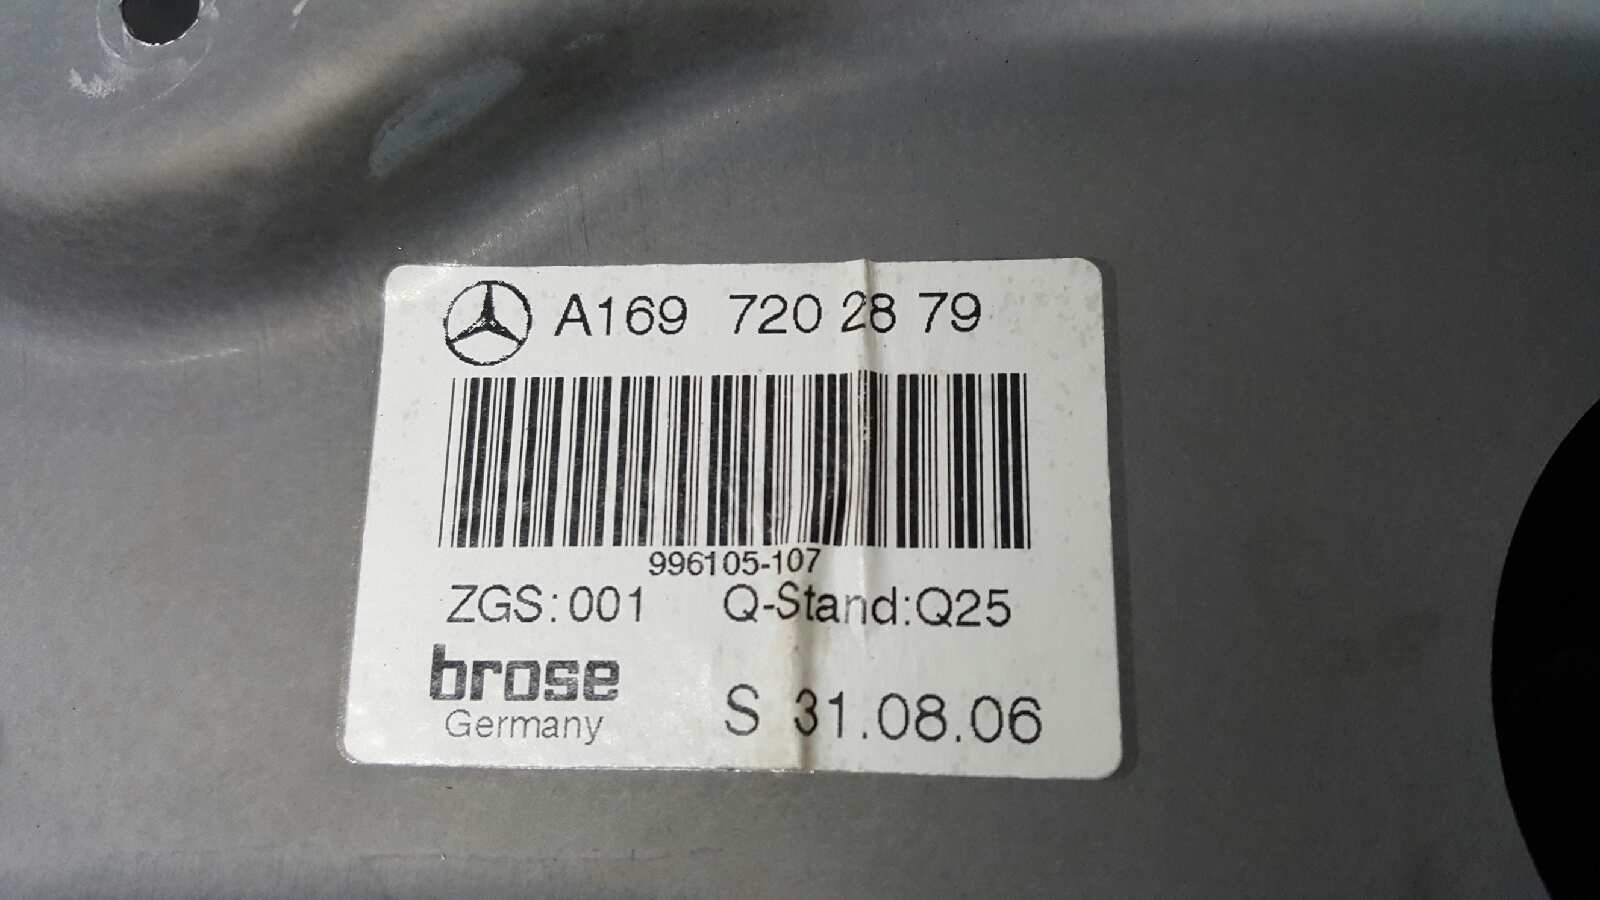 A169 720 28 79
996105-107
ZGS:001 Q-Stand:Q25
brose
Germany
S 31.08.06